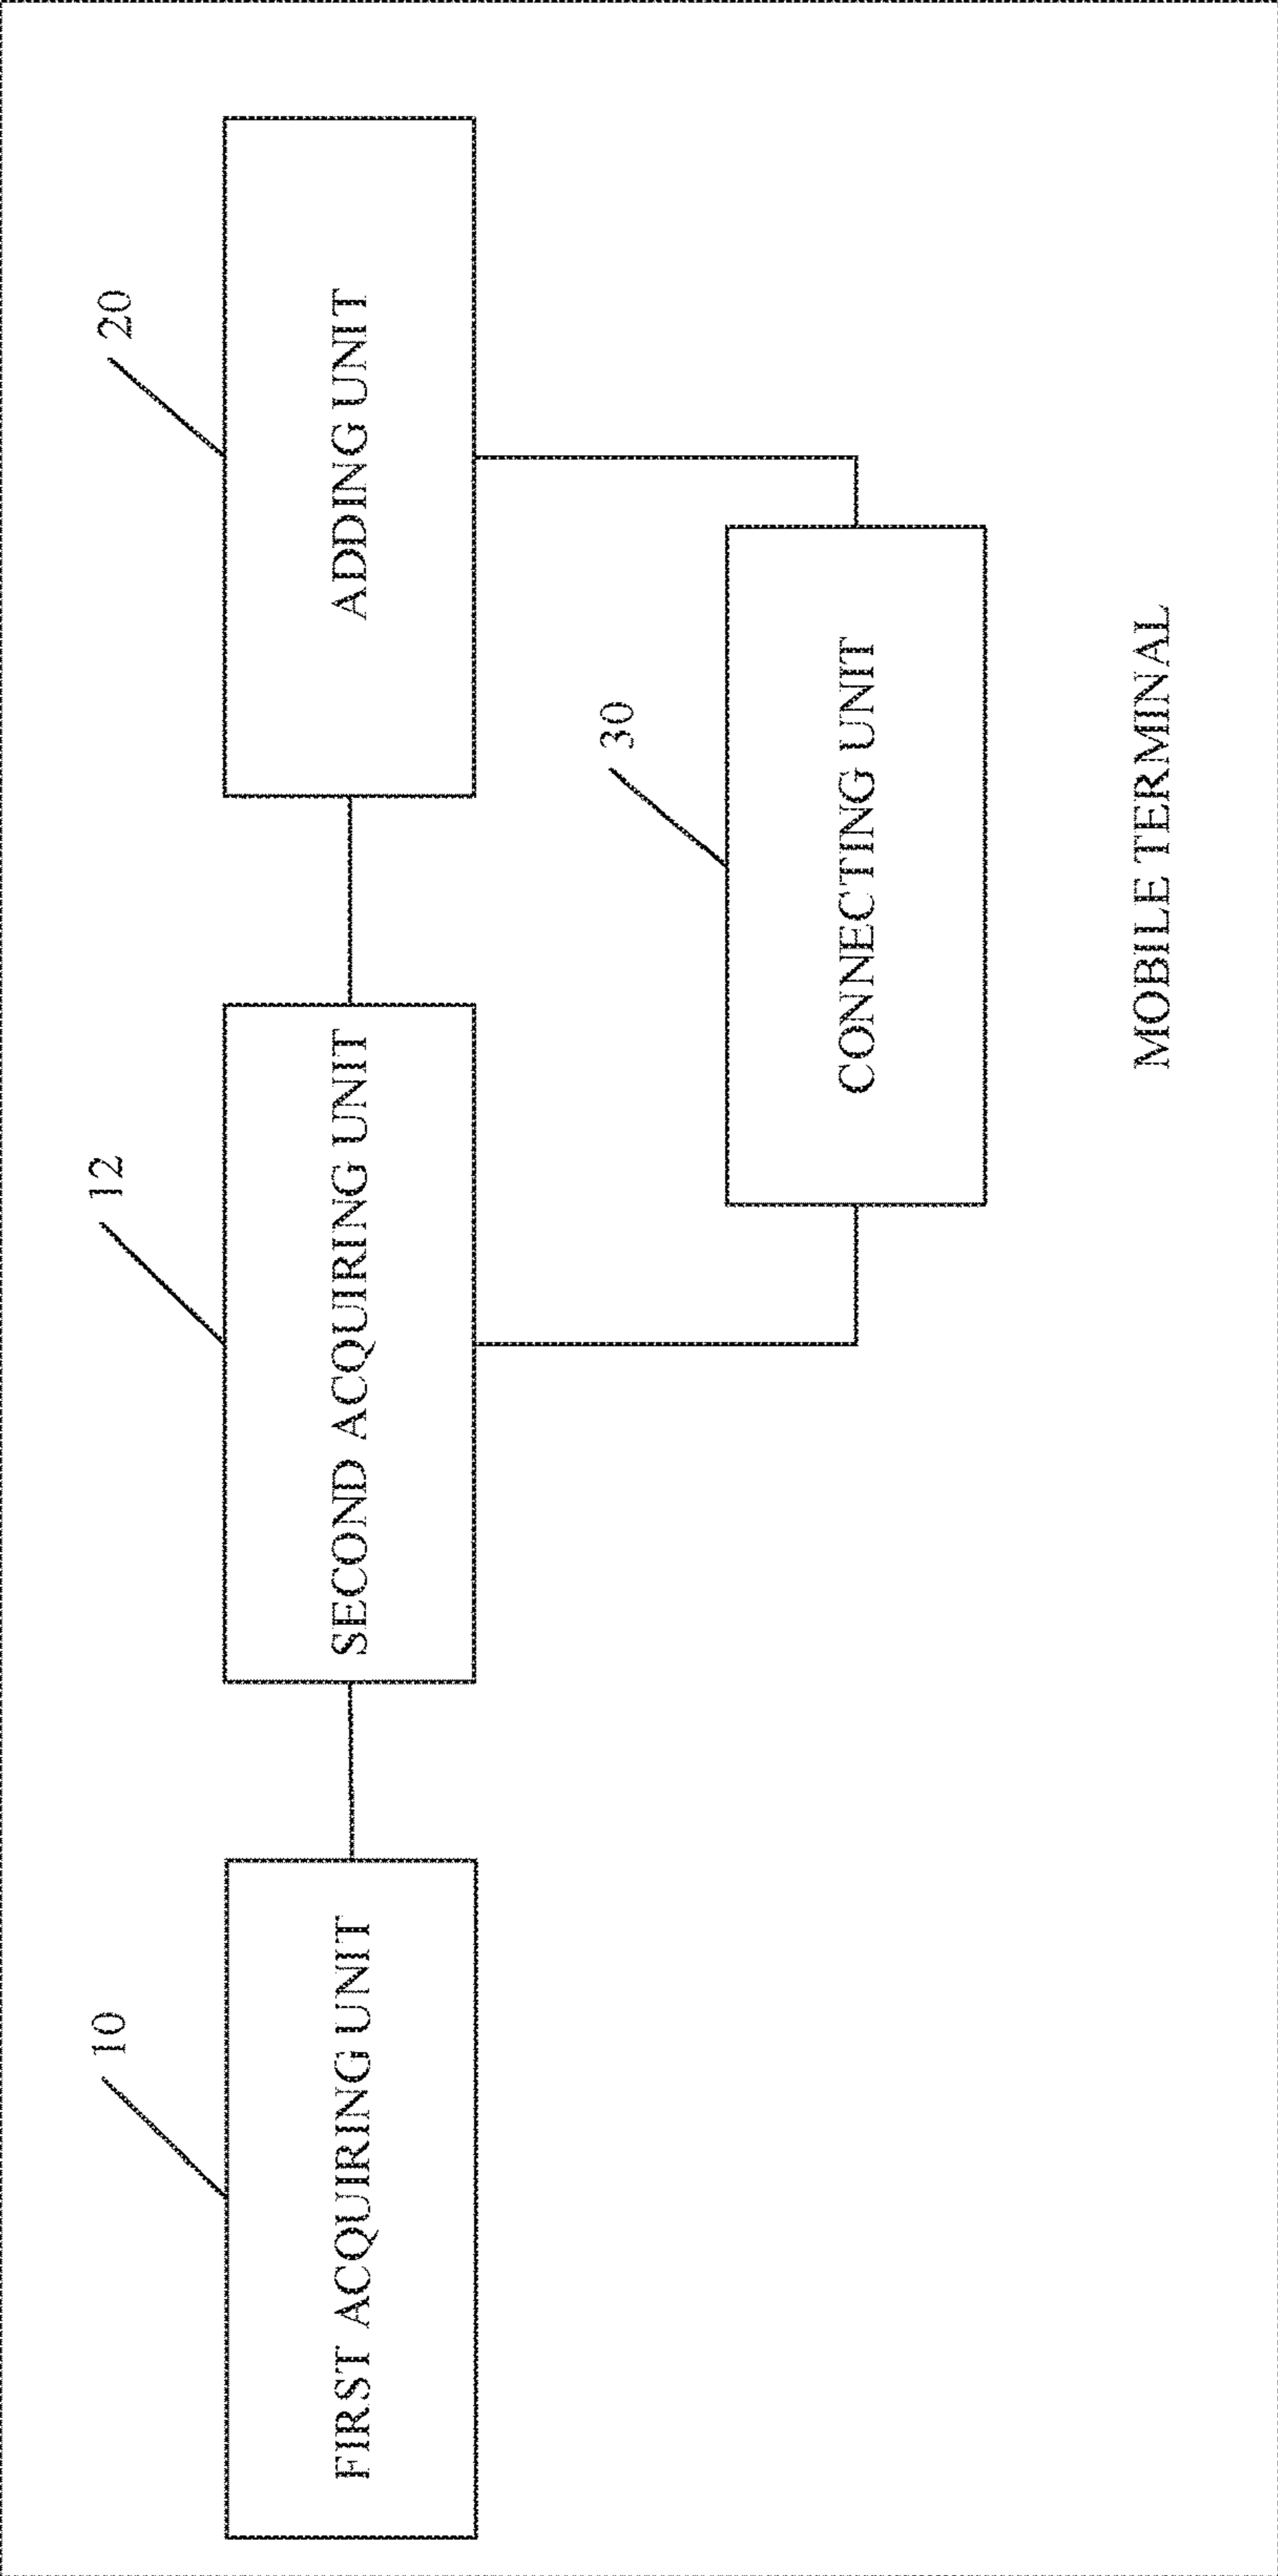 10
FIRST ACQUIRING UNIT
12
SECOND ACQUIRING UNIT
20
ADDING UNIT
30
CONNECTING UNIT
MOBILE TERMINAL